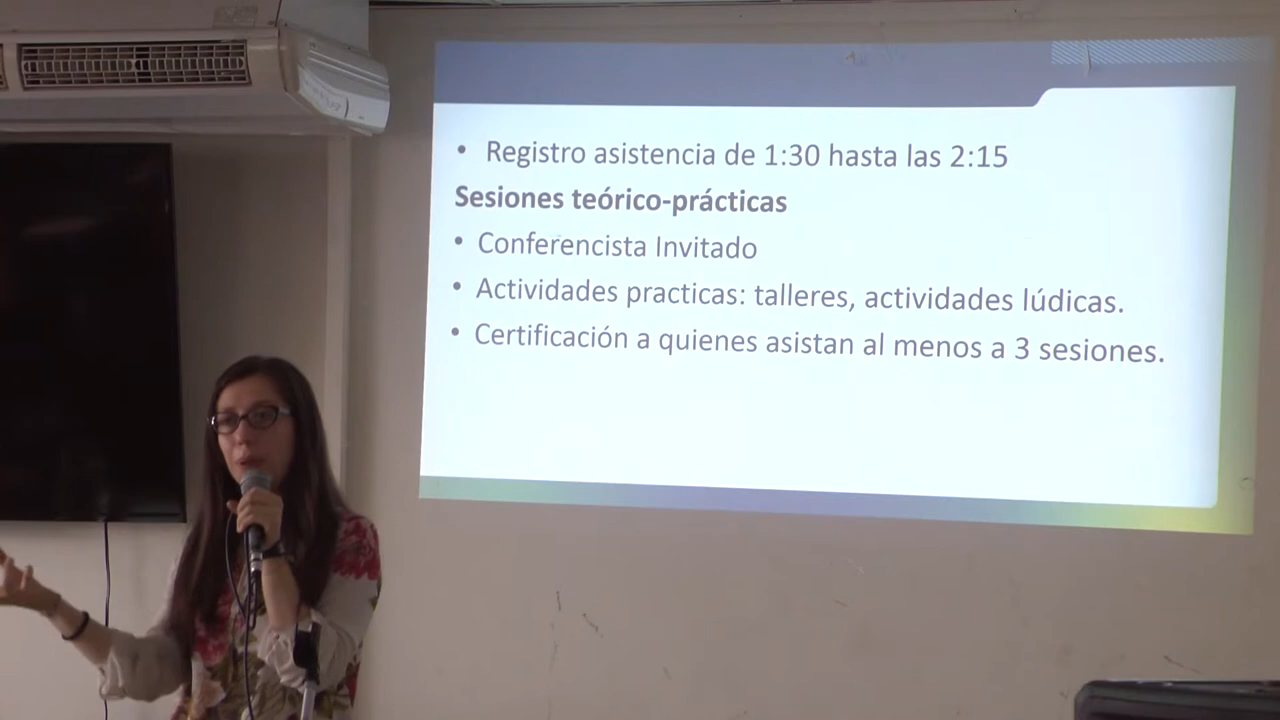 • Registro asistencia de 1:30 hasta las 2:15
Sesiones teórico-prácticas
• Conferencista Invitado
• Actividades practicas: talleres, actividades lúdicas.
• Certificación a quienes asistan al menos a 3 sesiones.